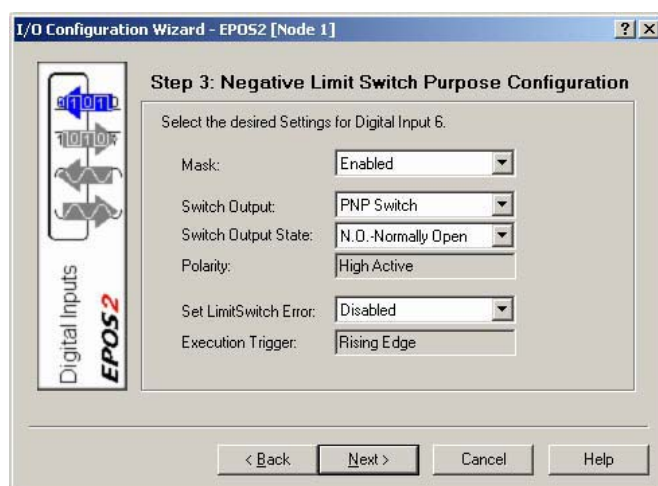 I/O Configuration Wizard - EPOS2 [Node 1]
Digital Inputs
EPOS2
Step 3: Negative Limit Switch Purpose Configuration
Select the desired Settings for Digital Input 6.
Mask: Enabled
Switch Output: PNP Switch
Switch Output State: N.O.-Normally Open
Polarity: High Active
Set LimitSwitch Error: Disabled
Execution Trigger: Rising Edge
< Back Next > Cancel Help